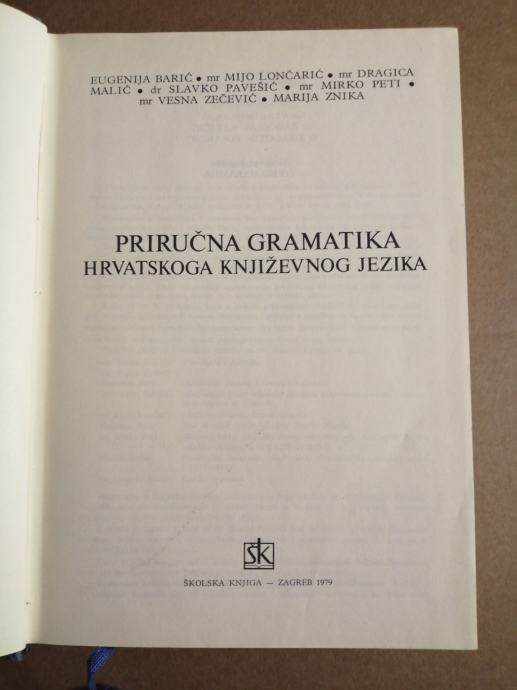 EUGENIJA BARIĆ • mr MIJO LONČARIĆ • mr DRAGICA
MALIĆ • dr SLAVKO PAVEŠIĆ • mr MIRKO PETI •
mr VESNA ZEČEVIĆ • MARIJA ZNIKA
PRIRUČNA GRAMATIKA
HRVATSKOGA KNJIŽEVNOG JEZIKA
šk
ŠKOLSKA KNJIGA — ZAGREB 1979